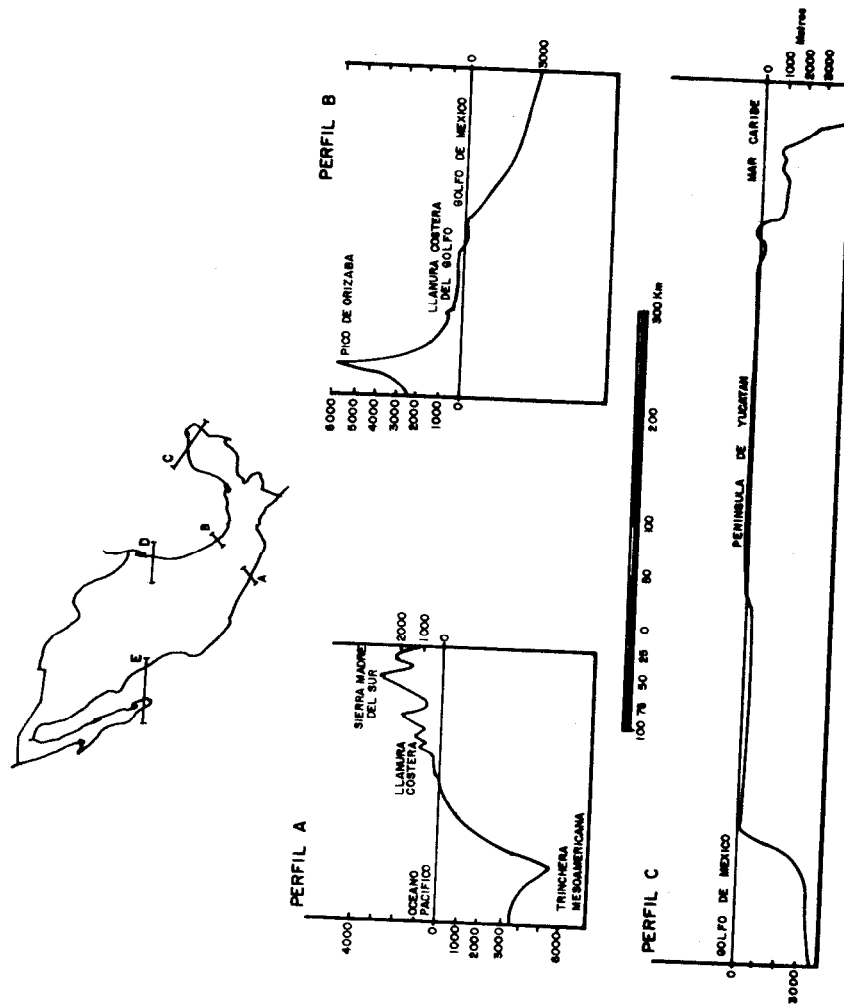 E
D
C
B
A
PERFIL A
4000
0
1000
2000
3000
6000
OCEANO
PACIFICO
TRINCHERA
MESOAMERICANA
LLANURA
COSTERA
SIERRA MADRE
DEL SUR
2000
1000
0
PERFIL B
6000
5000
4000
3000
2000
1000
0
PICO DE ORIZABA
LLANURA COSTERA
DEL GOLFO
GOLFO DE MEXICO
0
3000
100 75 50 25 0 50 100 200 300 Km
PERFIL C
0
3000
GOLFO DE MEXICO
PENINSULA DE YUCATAN
MAR CARIBE
0
1000 Metros
2000
3000